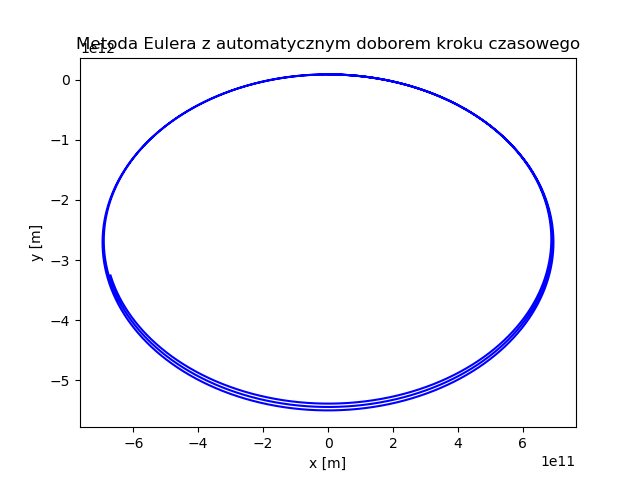 Metoda Eulera z automatycznym doborem kroku czasowego
1e12
0
−1
−2
−3
−4
−5
y [m]
−6 −4 −2 0 2 4 6
x [m]
1e11